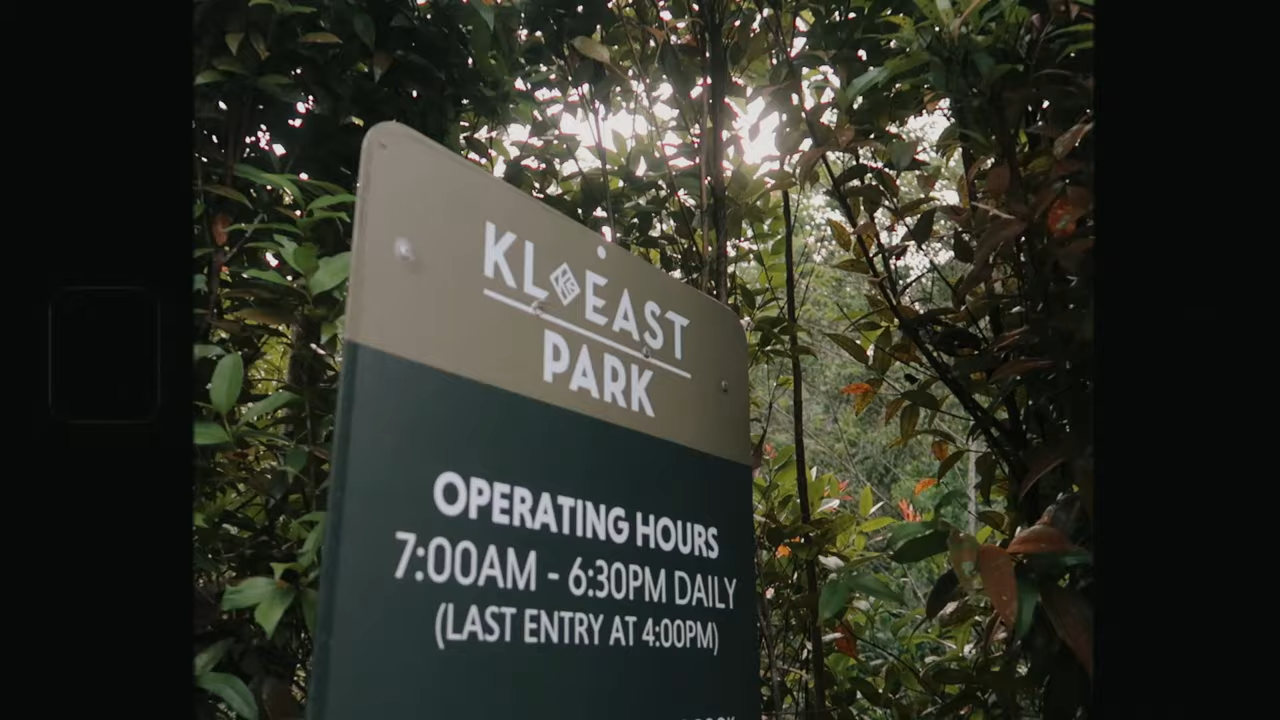 KL EAST
PARK
OPERATING HOURS
7:00AM - 6:30PM DAILY
(LAST ENTRY AT 4:00PM)